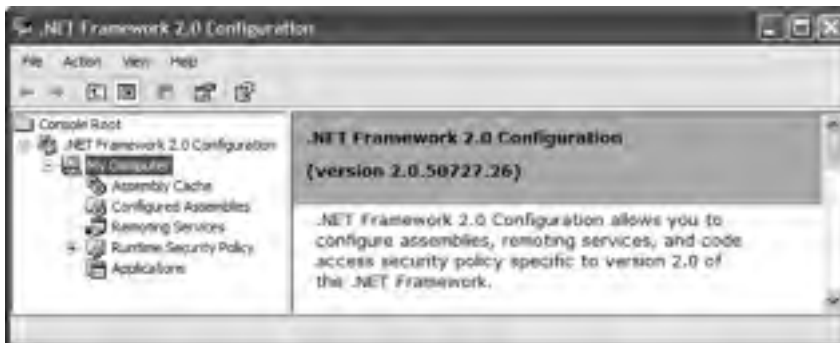 .NET Framework 2.0 Configuration
File Action View Help
Console Root
.NET Framework 2.0 Configuration
My Computer
Assembly Cache
Configured Assemblies
Remoting Services
Runtime Security Policy
Applications
.NET Framework 2.0 Configuration
(version 2.0.50727.26)
.NET Framework 2.0 Configuration allows you to
configure assemblies, remoting services, and code
access security policy specific to version 2.0 of
the .NET Framework.